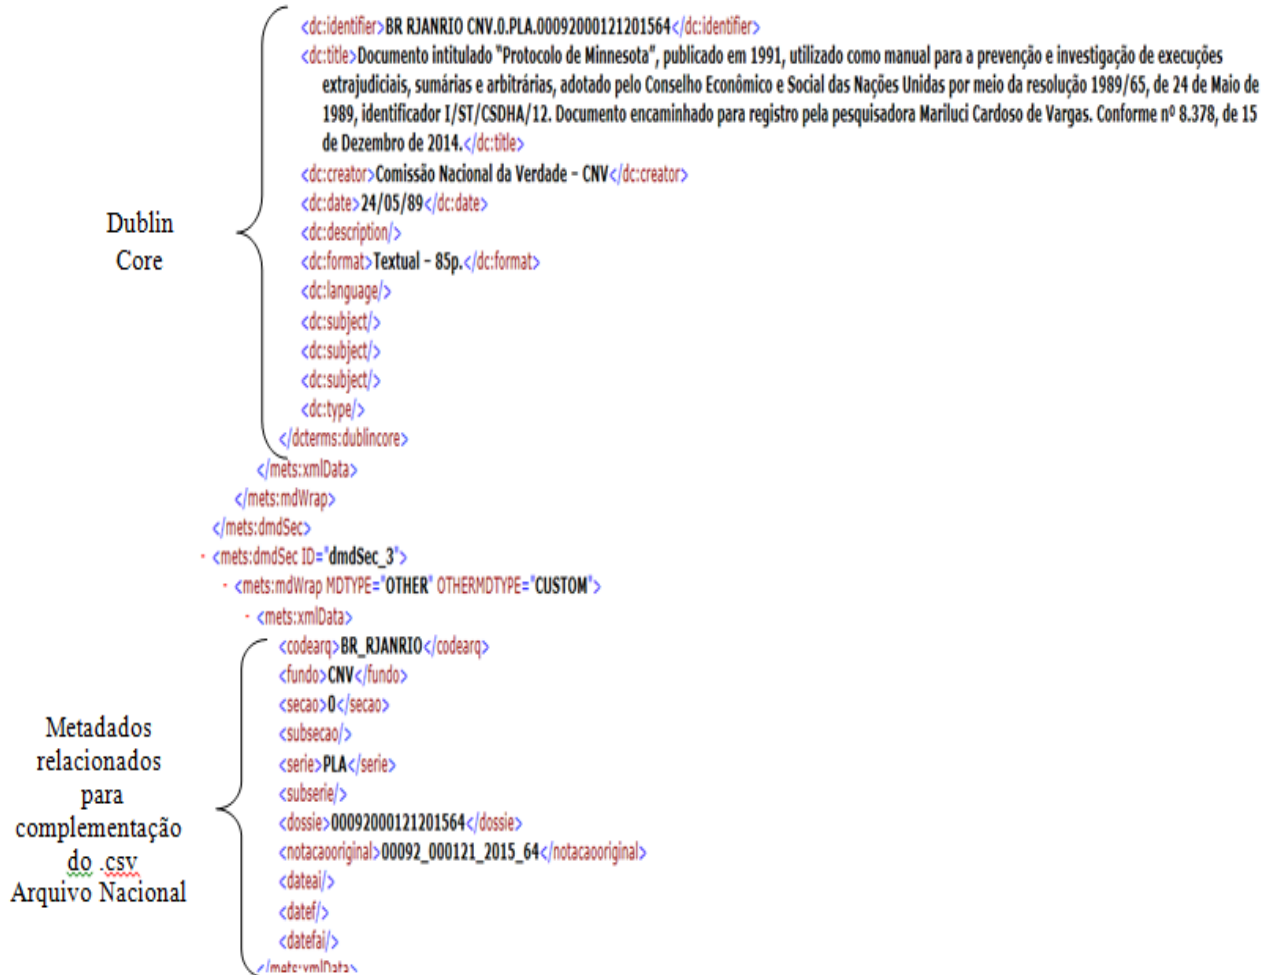 <dc:identifier>BR RJANRIO CNV.0.PLA.00092000121201564</dc:identifier>
<dc:title>Documento intitulado "Protocolo de Minnesota", publicado em 1991, utilizado como manual para a prevenção e investigação de execuções
extrajudiciais, sumárias e arbitrárias, adotado pelo Conselho Econômico e Social das Nações Unidas por meio da resolução 1989/65, de 24 de Maio de
1989, identificador I/ST/CSDHA/12. Documento encaminhado para registro pela pesquisadora Mariluci Cardoso de Vargas. Conforme nº 8.378, de 15
de Dezembro de 2014.</dc:title>
<dc:creator>Comissão Nacional da Verdade – CNV</dc:creator>
<dc:date>24/05/89</dc:date>
<dc:description/>
<dc:format>Textual – 85p.</dc:format>
<dc:language/>
<dc:subject/>
<dc:subject/>
<dc:subject/>
<dc:type/>
</dcterms:dublincore>
Dublin
Core
</mets:xmlData>
</mets:mdWrap>
</mets:dmdSec>
- <mets:dmdSec ID="dmdSec_3">
- <mets:mdWrap MDTYPE="OTHER" OTHERMDTYPE="CUSTOM">
- <mets:xmlData>
<codearq>BR_RJANRIO</codearq>
<fundo>CNV</fundo>
<secao>0</secao>
<subsecao/>
<serie>PLA</serie>
<subserie/>
<dossie>00092000121201564</dossie>
<notacaooriginal>00092_000121_2015_64</notacaooriginal>
<dateai/>
<datef/>
<datefai/>
</mets:xmlData>
Metadados
relacionados
para
complementação
do .csv
Arquivo Nacional